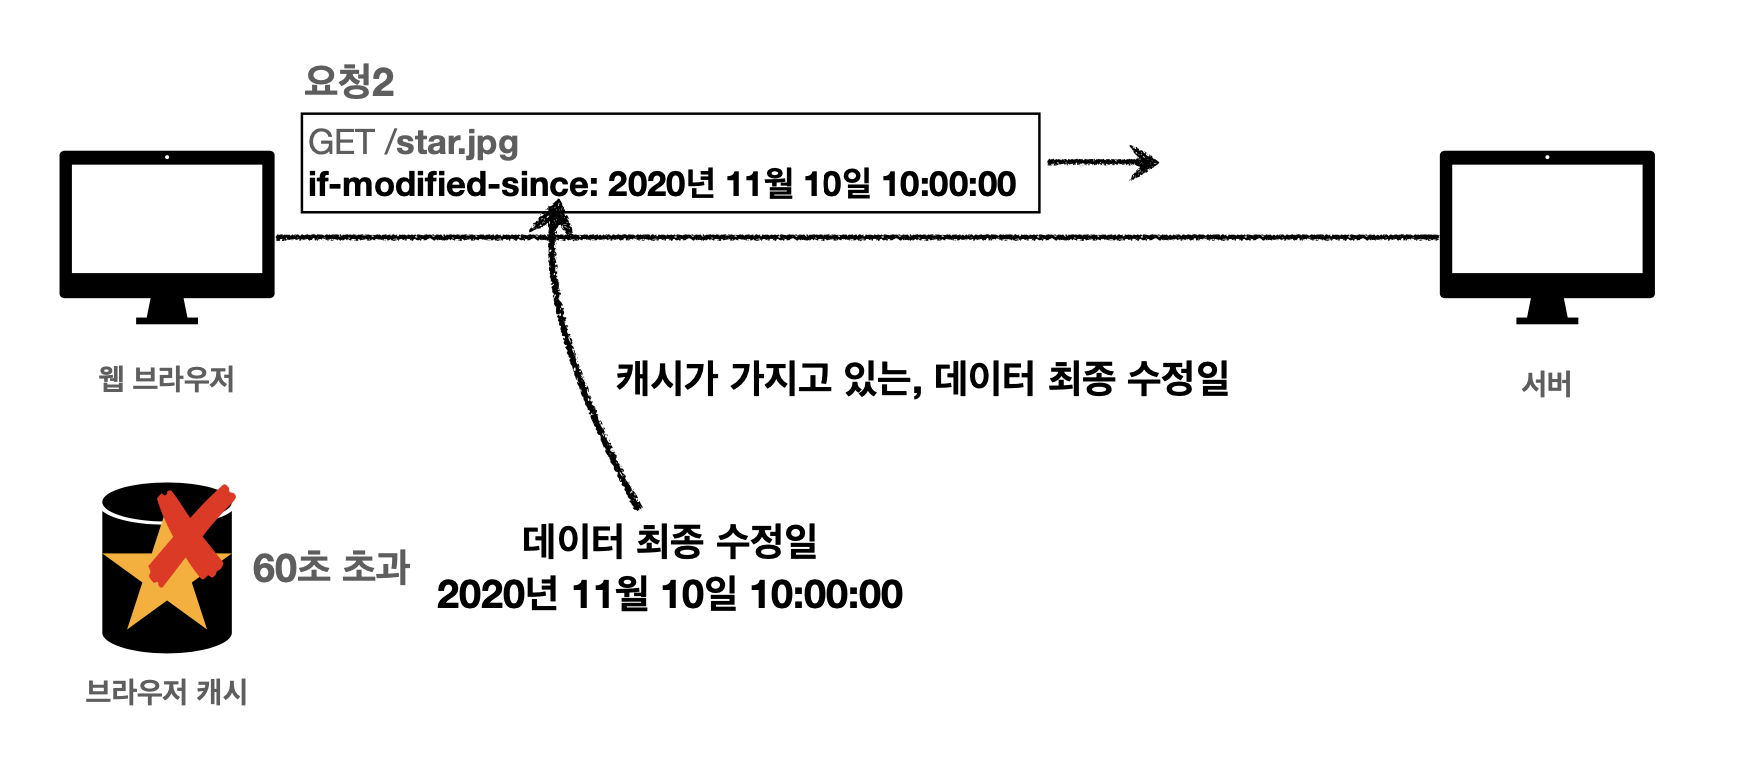 요청2
GET /star.jpg
if-modified-since: 2020년 11월 10일 10:00:00
웹 브라우저
캐시가 가지고 있는, 데이터 최종 수정일
서버
60초 초과
데이터 최종 수정일
2020년 11월 10일 10:00:00
브라우저 캐시